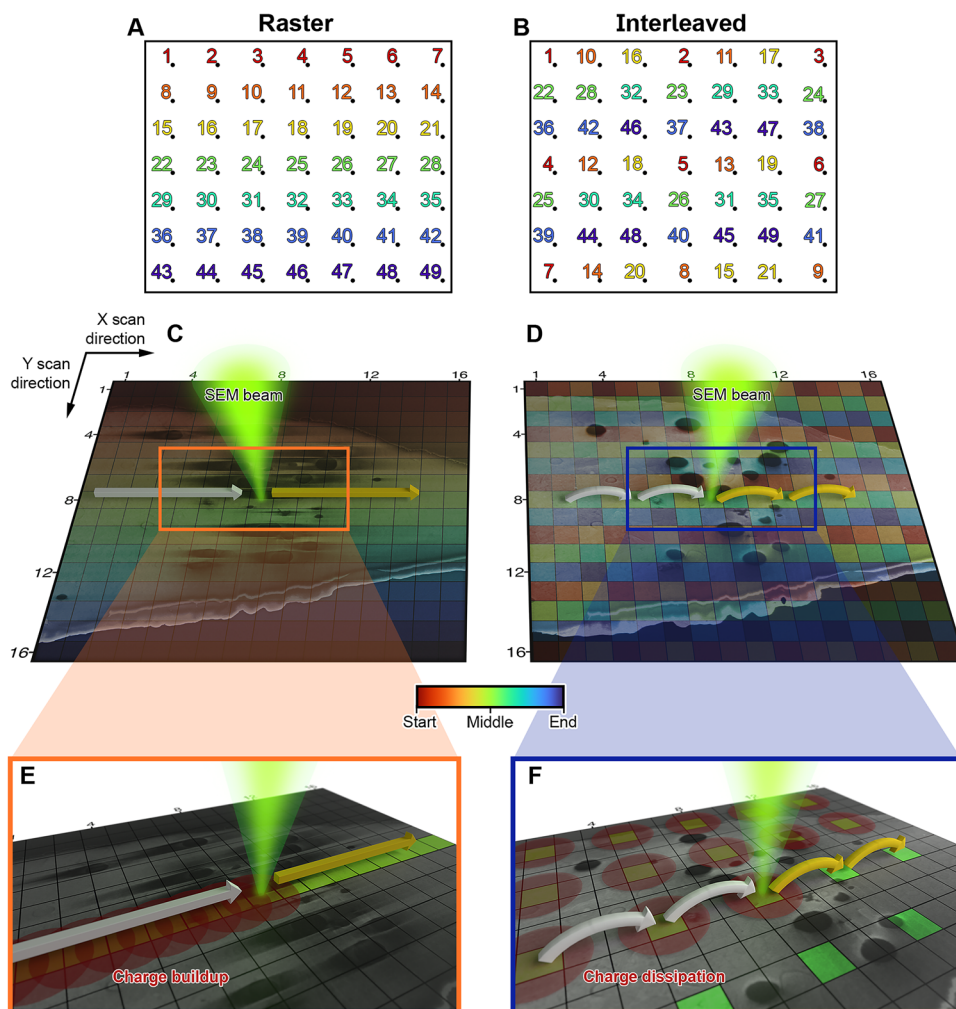 A Raster
1 2 3 4 5 6 7
8 9 10 11 12 13 14
15 16 17 18 19 20 21
22 23 24 25 26 27 28
29 30 31 32 33 34 35
36 37 38 39 40 41 42
43 44 45 46 47 48 49
B Interleaved
1 10 16 2 11 17 3
22 28 32 23 29 33 24
36 42 46 37 43 47 38
4 12 18 5 13 19 6
25 30 34 26 31 35 27
39 44 48 40 45 49 41
7 14 20 8 15 21 9
X scan
direction
Y scan
direction
C
1 4 8 12 16
SEM beam
1
4
8
12
16
D
1 4 8 12 16
SEM beam
1
4
8
12
16
Start Middle End
E
Charge buildup
F
Charge dissipation